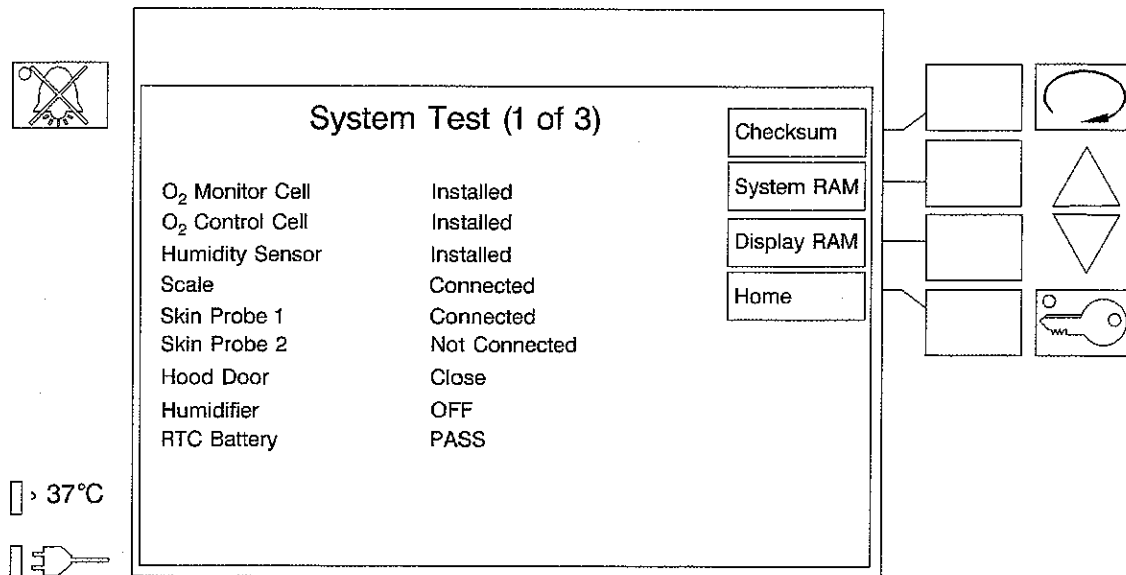 System Test (1 of 3)
O₂ Monitor Cell Installed
O₂ Control Cell Installed
Humidity Sensor Installed
Scale Connected
Skin Probe 1 Connected
Skin Probe 2 Not Connected
Hood Door Close
Humidifier OFF
RTC Battery PASS
Checksum
System RAM
Display RAM
Home
> 37°C